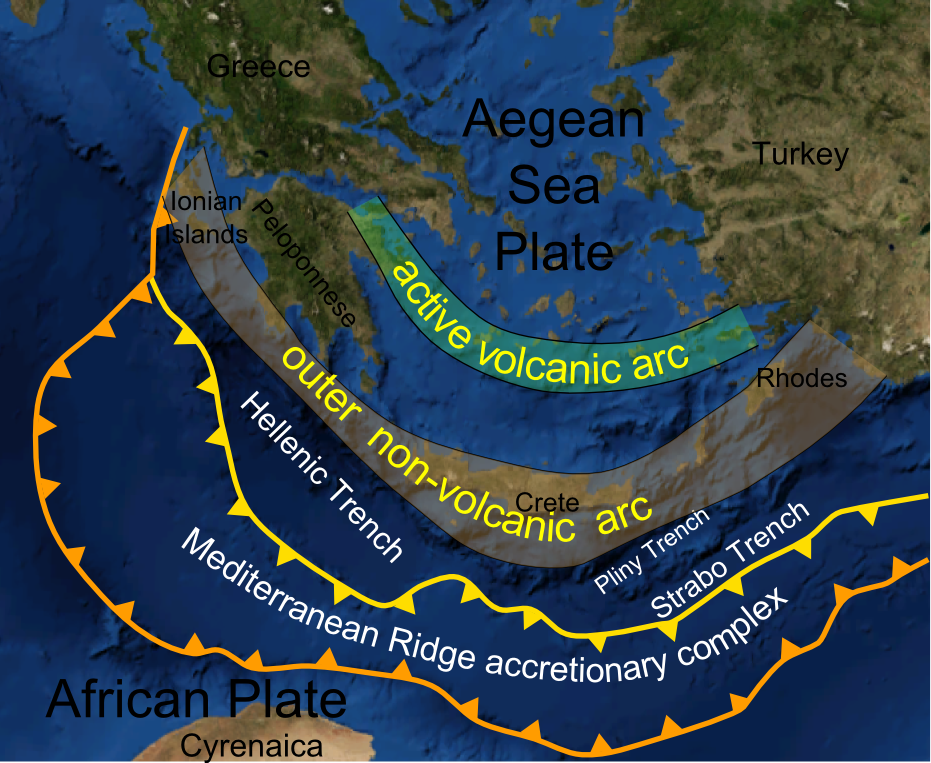 Greece
Aegean
Sea
Plate
Turkey
Ionian
Islands
Peloponnese
active volcanic arc
outer non-volcanic arc
Rhodes
Crete
Hellenic Trench
Pliny Trench
Strabo Trench
Mediterranean Ridge accretionary complex
African Plate
Cyrenaica